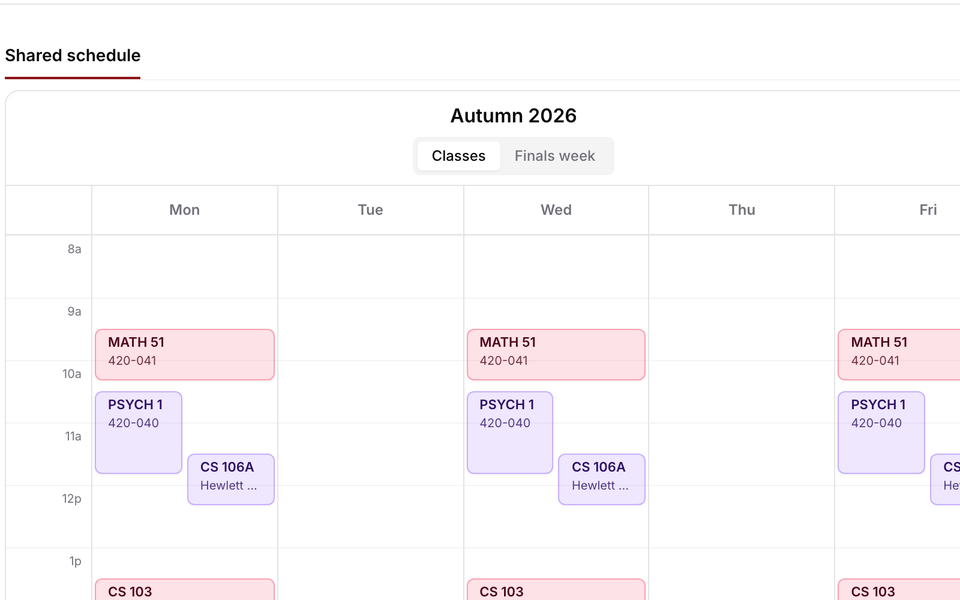 Shared schedule
Autumn 2026
Classes Finals week
Mon Tue Wed Thu Fri
8a
9a
MATH 51 MATH 51 MATH 51
420-041 420-041 420-041
10a
PSYCH 1 PSYCH 1 PSYCH 1
420-040 420-040 420-040
11a
CS 106A CS 106A CS
Hewlett ... Hewlett ... He
12p
1p
CS 103 CS 103 CS 103